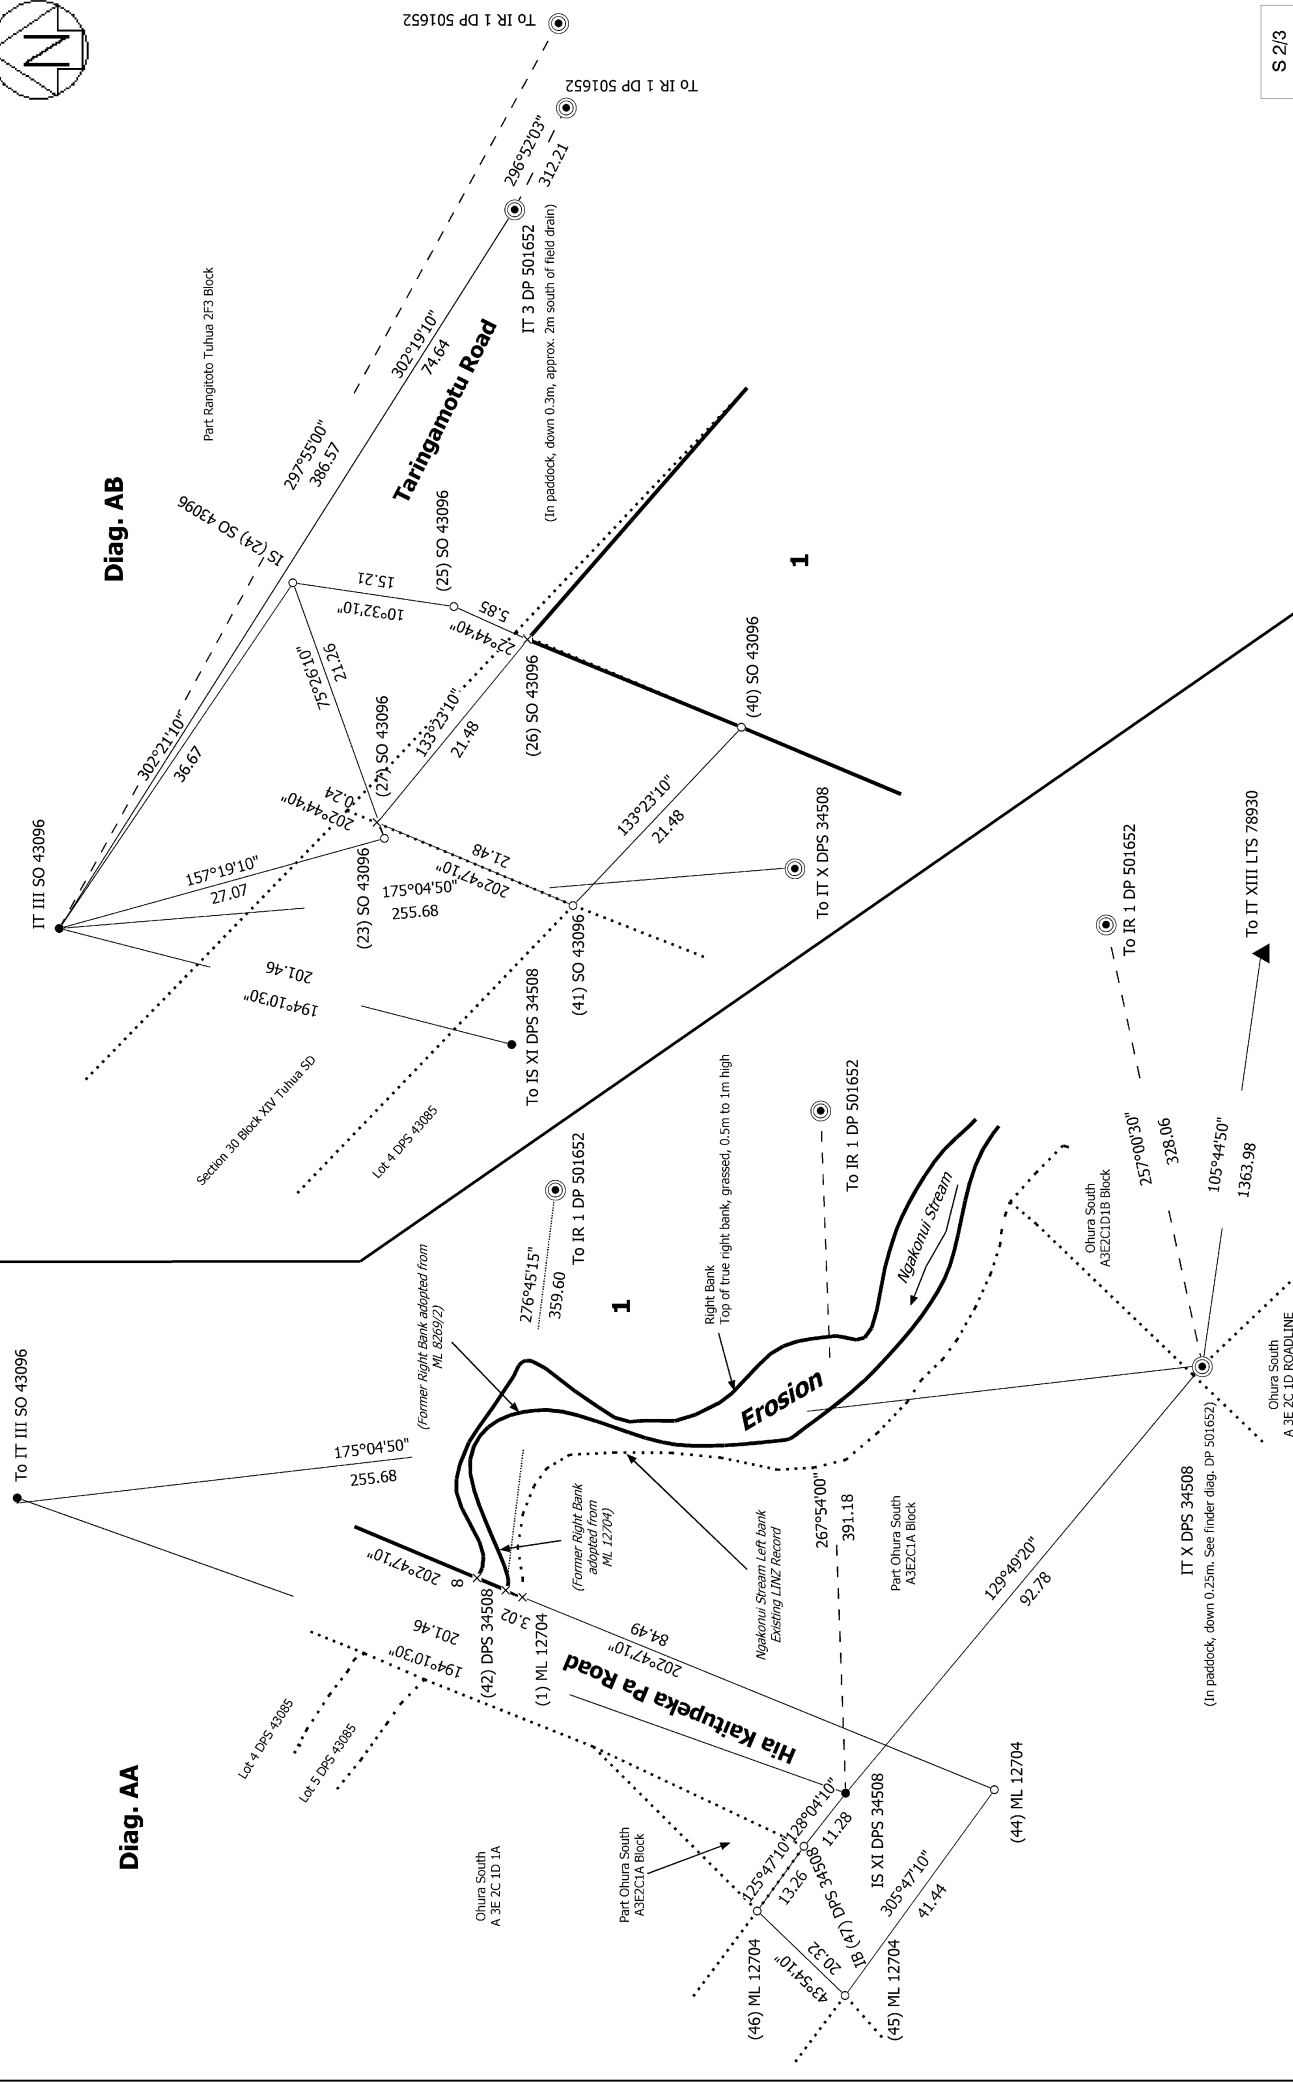 N
S 2/3
Diag. AB
To IR 1 DP 501652
To IR 1 DP 501652
296°52'03"
312.21
IT 3 DP 501652
(In paddock, down 0.3m, approx. 2m south of field drain)
Part Rangitoto Tuhua 2F3 Block
302°19'10"
74.64
Taringamotu Road
297°55'00"
386.57
IS (24) SO 43096
15.21
10°32'10"
(25) SO 43096
5.85
22°44'40"
75°26'10"
21.26
302°21'10"
36.67
(27) SO 43096
133°23'10"
21.48
(26) SO 43096
1
(40) SO 43096
0.24
202°44'40"
IT III SO 43096
157°19'10"
27.07
(23) SO 43096
21.48
202°47'10"
175°04'50"
255.68
133°23'10"
21.48
To IT X DPS 34508
(41) SO 43096
201.46
194°10'30"
To IS XI DPS 34508
Section 30 Block XIV Tuhua SD
Lot 4 DPS 43085
Diag. AA
To IT III SO 43096
175°04'50"
255.68
(Former Right Bank adopted from
ML 8269/2)
276°45'15"
359.60
To IR 1 DP 501652
1
Right Bank
Top of true right bank, grassed, 0.5m to 1m high
To IR 1 DP 501652
Ngakonui Stream
Erosion
Ohura South
A3E2C1D1B Block
To IR 1 DP 501652
257°00'30"
328.06
To IT XIII LTS 78930
105°44'50"
1363.98
Ohura South
A 3E 2C 1D ROADLINE
IT X DPS 34508
(In paddock, down 0.25m. See finder diag. DP 501652)
202°47'10"
8
(42) DPS 34508
3.02
(1) ML 12704
(Former Right Bank
adopted from
ML 12704)
Ngakonui Stream Left bank
Existing LINZ Record
267°54'00"
391.18
Part Ohura South
A3E2C1A Block
129°49'20"
92.78
201.46
194°10'30"
84.49
202°47'10"
Hia Kaitupeka Pa Road
Lot 4 DPS 43085
Lot 5 DPS 43085
Ohura South
A 3E 2C 1D 1A
Part Ohura South
A3E2C1A Block
128°04'10"
11.28
125°47'10"
13.26
IS XI DPS 34508
IB (47) DPS 34508
(44) ML 12704
305°47'10"
41.44
20.32
43°54'10"
(46) ML 12704
(45) ML 12704